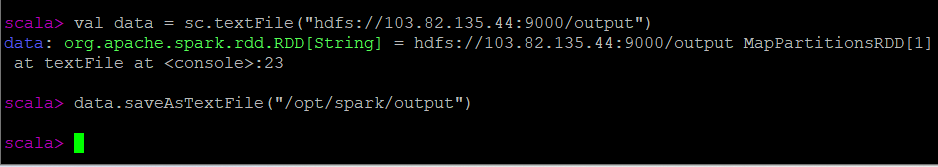 scala> val data = sc.textFile("hdfs://103.82.135.44:9000/output")
data: org.apache.spark.rdd.RDD[String] = hdfs://103.82.135.44:9000/output MapPartitionsRDD[1]
 at textFile at <console>:23
scala> data.saveAsTextFile("/opt/spark/output")
scala>